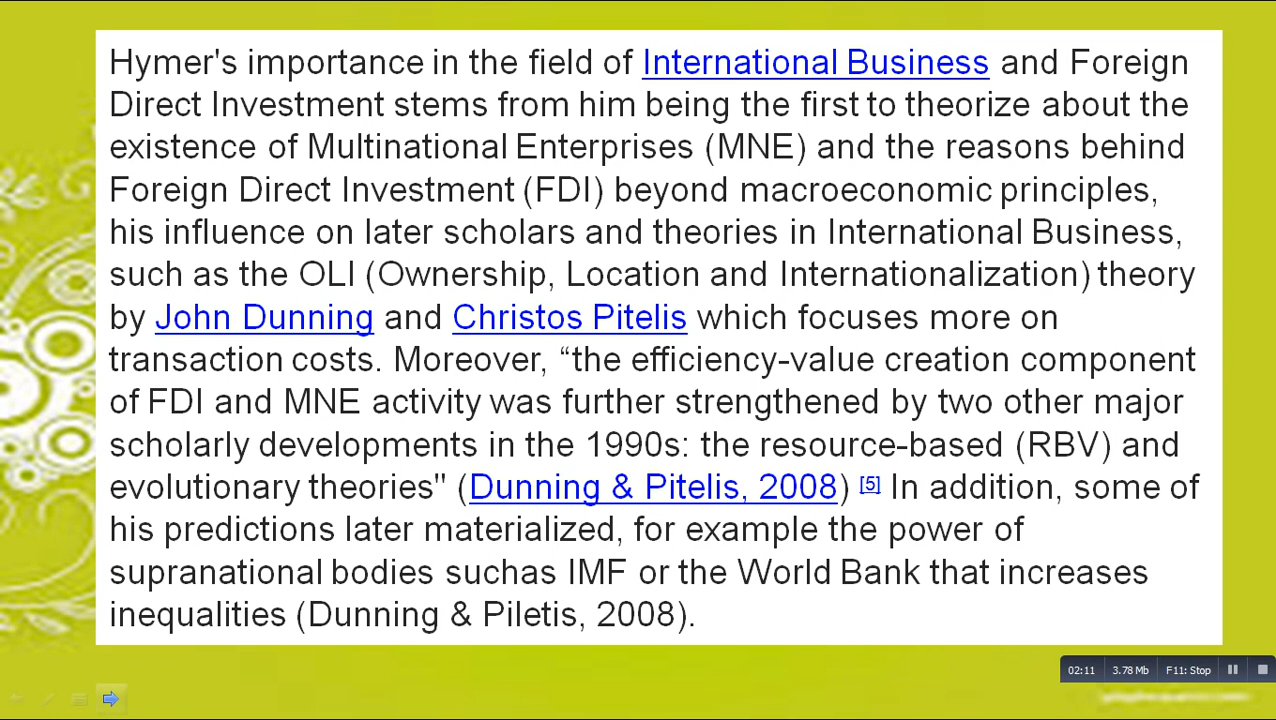 Hymer's importance in the field of International Business and Foreign
Direct Investment stems from him being the first to theorize about the
existence of Multinational Enterprises (MNE) and the reasons behind
Foreign Direct Investment (FDI) beyond macroeconomic principles,
his influence on later scholars and theories in International Business,
such as the OLI (Ownership, Location and Internationalization) theory
by John Dunning and Christos Pitelis which focuses more on
transaction costs. Moreover, “the efficiency-value creation component
of FDI and MNE activity was further strengthened by two other major
scholarly developments in the 1990s: the resource-based (RBV) and
evolutionary theories" (Dunning & Pitelis, 2008) [5] In addition, some of
his predictions later materialized, for example the power of
supranational bodies suchas IMF or the World Bank that increases
inequalities (Dunning & Piletis, 2008).
02:11 3.78 Mb F11: Stop